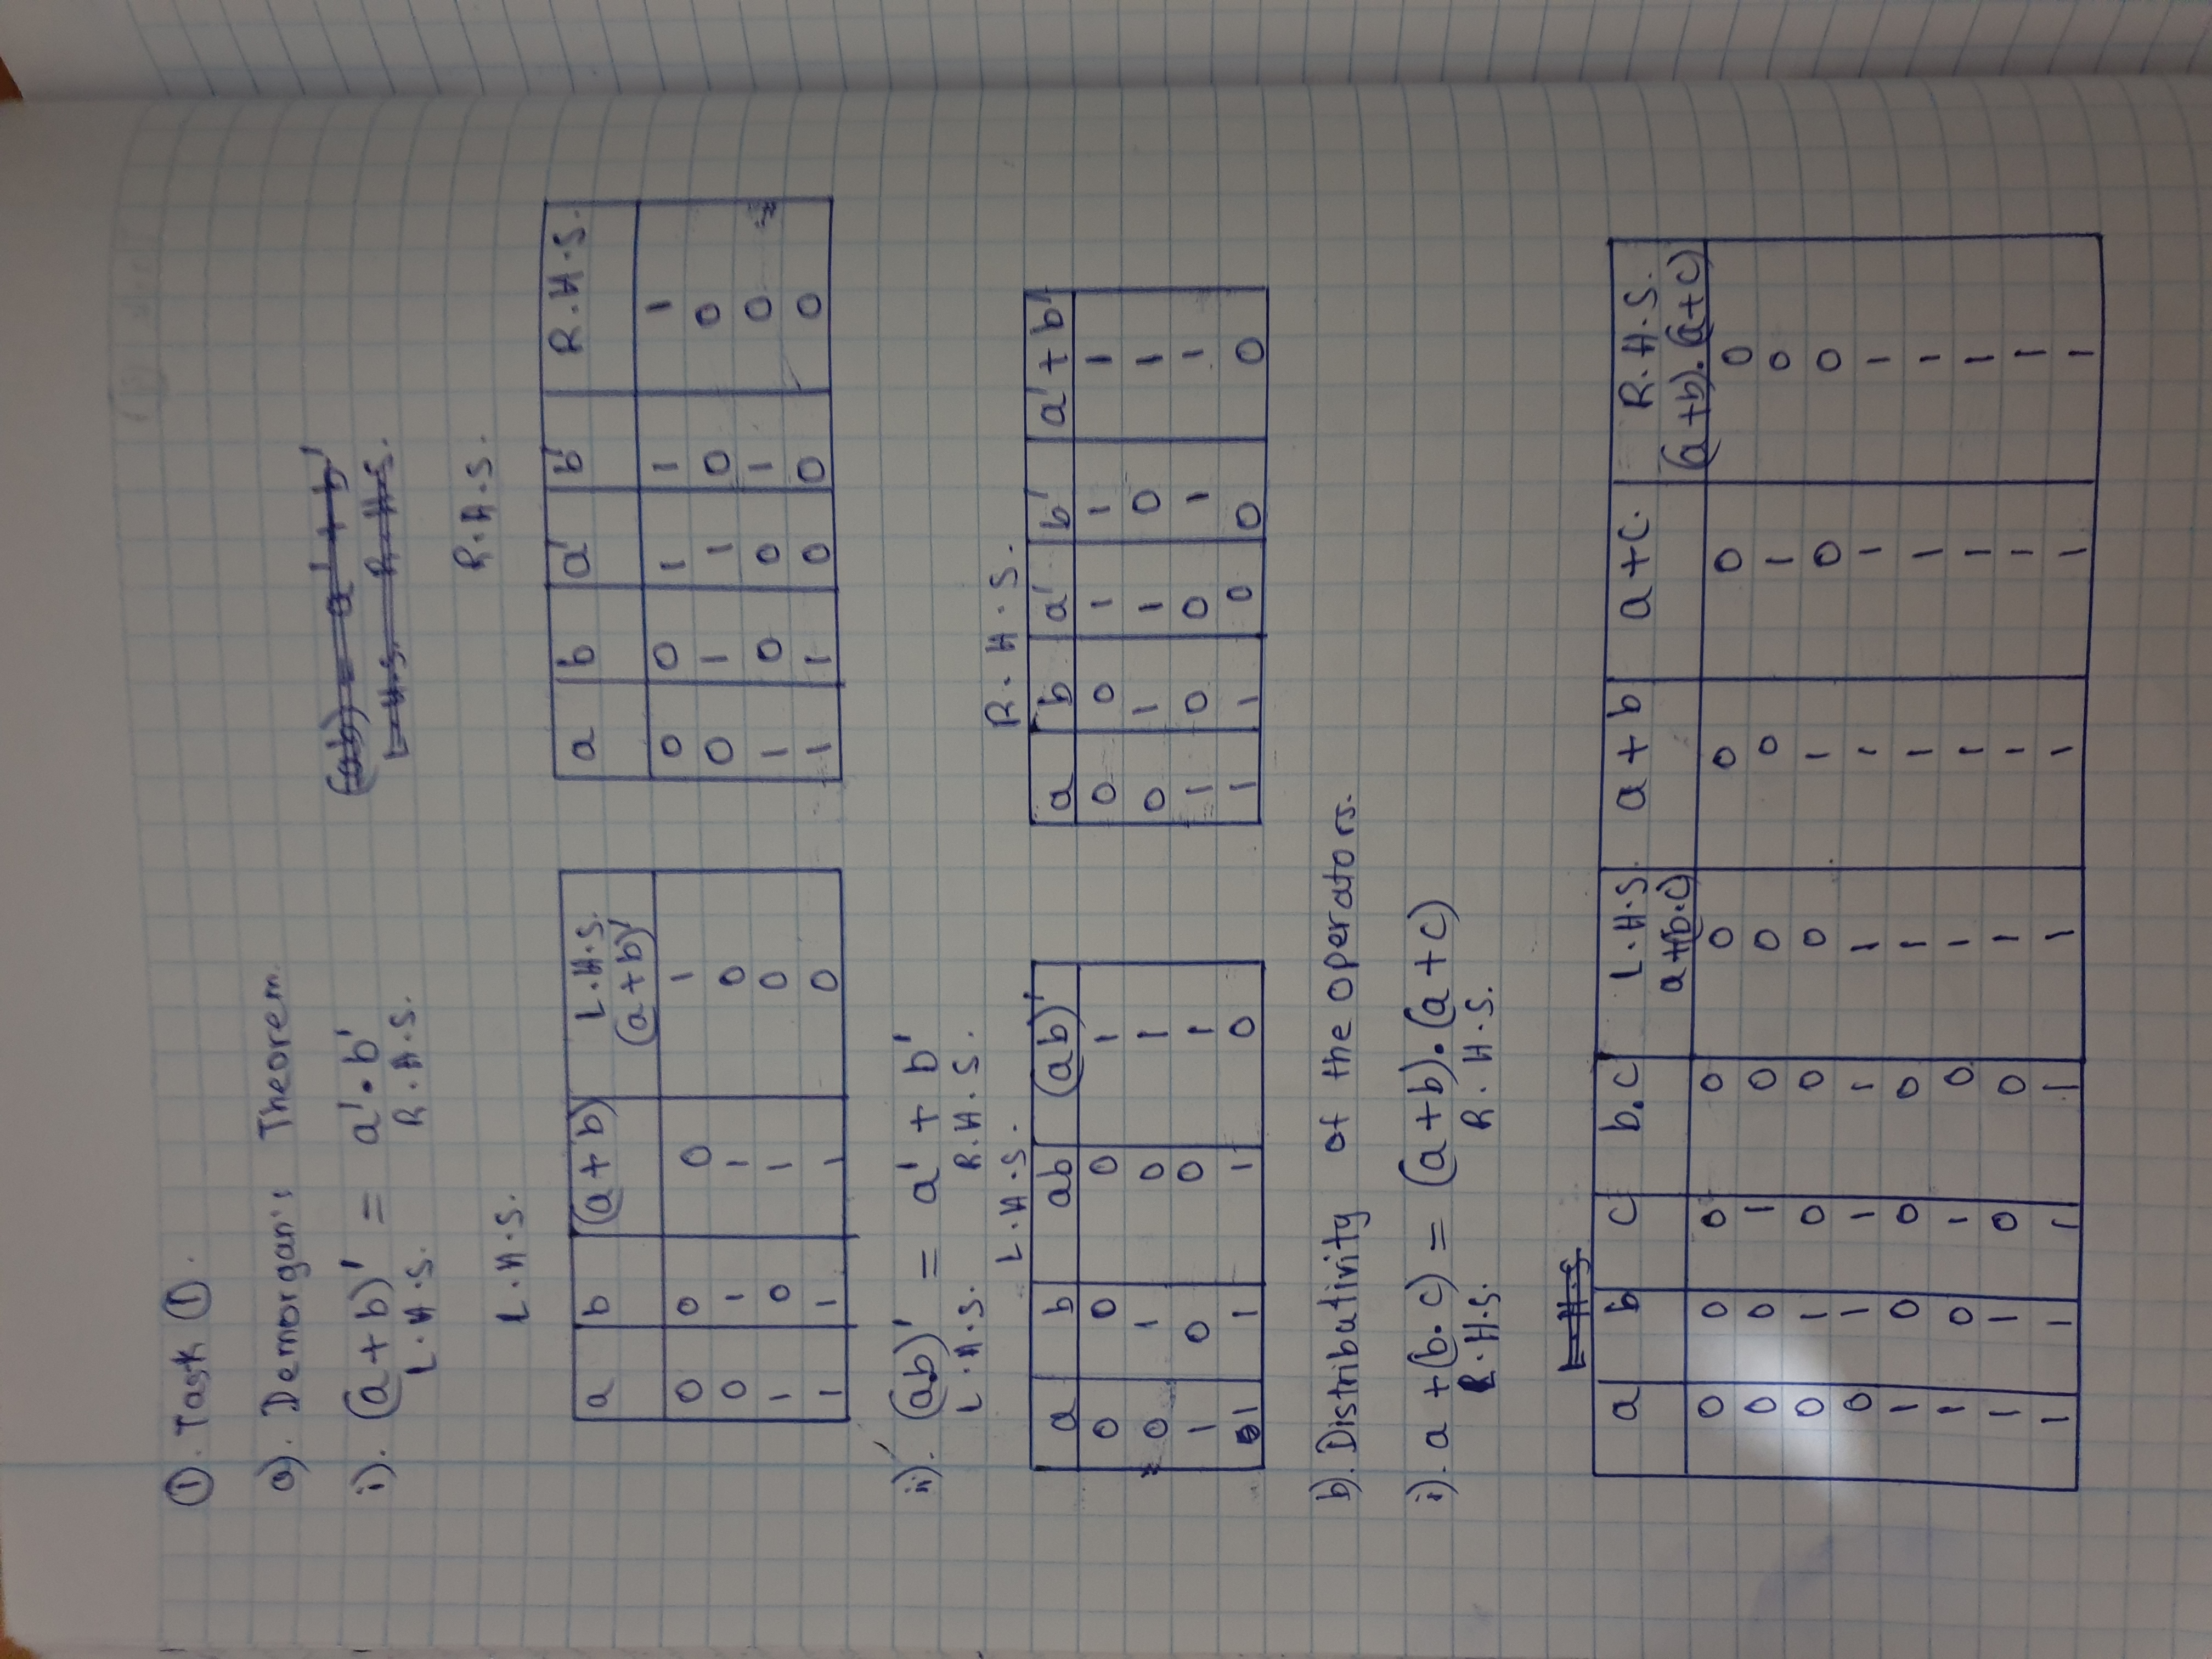 ①. Task ①.
a). Demorgan's Theorem.
i). (a+b)' = a'·b'
L.H.S. R.H.S.
(ab) = a' + b'
L.H.S. R.H.S.
L.H.S.
a b (a+b) L.H.S. (a+b)'
0 0 0 1
0 1 1 0
1 0 1 0
1 1 1 0
R.H.S.
a b a' b' R.H.S.
0 0 1 1 1
0 1 1 0 0
1 0 0 1 0
1 1 0 0 0
ii). (a.b)' = a' + b'
L.H.S. R.H.S.
L.H.S.
a b ab (ab)'
0 0 0 1
0 1 0 1
1 0 0 1
1 1 1 0
R.H.S.
a b a' b' a'+b'
0 0 1 1 1
0 1 1 0 1
1 0 0 1 1
1 1 0 0 0
b). Distributivity of the operators.
i). a +(b.c) = (a+b).(a+c)
L.H.S. R.H.S.
L.H.S
a b c b.c L.H.S. a+(b.c) a+b a+c. R.H.S. (a+b).(a+c)
0 0 0 0 0 0 0 0
0 0 1 0 0 0 1 0
0 1 0 0 0 1 0 0
0 1 1 1 1 1 1 1
1 0 0 0 1 1 1 1
1 0 1 0 1 1 1 1
1 1 0 0 1 1 1 1
1 1 1 1 1 1 1 1